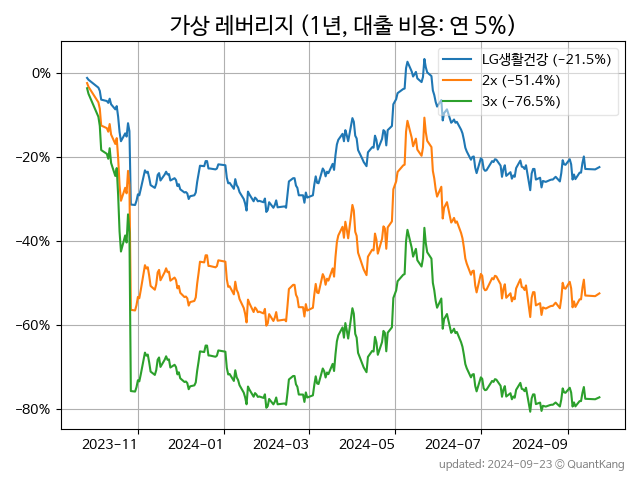 가상 레버리지 (1년, 대출 비용: 연 5%)
LG생활건강 (−21.5%)
2x (−51.4%)
3x (−76.5%)
0%
−20%
−40%
−60%
−80%
2023-11 2024-01 2024-03 2024-05 2024-07 2024-09
updated: 2024-09-23 © QuantKang